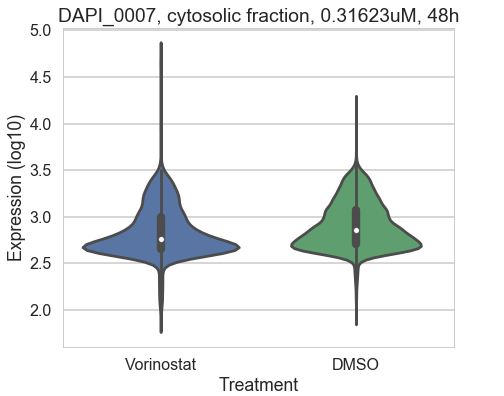 DAPI_0007, cytosolic fraction, 0.31623uM, 48h
5.0
4.5
4.0
3.5
3.0
2.5
2.0
Expression (log10)
Vorinostat
DMSO
Treatment